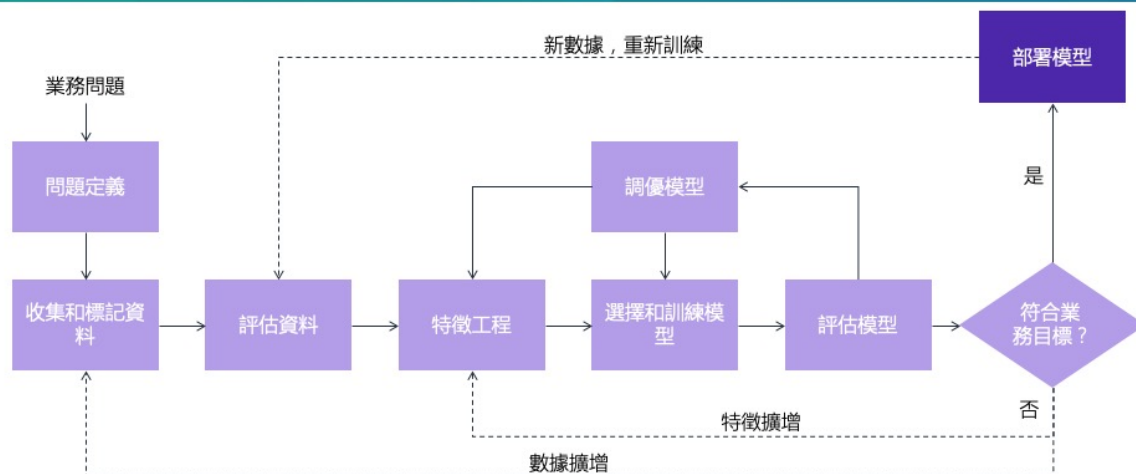 新數據，重新訓練
部署模型
業務問題
問題定義
調優模型
是
收集和標記資
料
評估資料
特徵工程
選擇和訓練模
型
評估模型
符合業
務目標？
否
特徵擴增
數據擴增